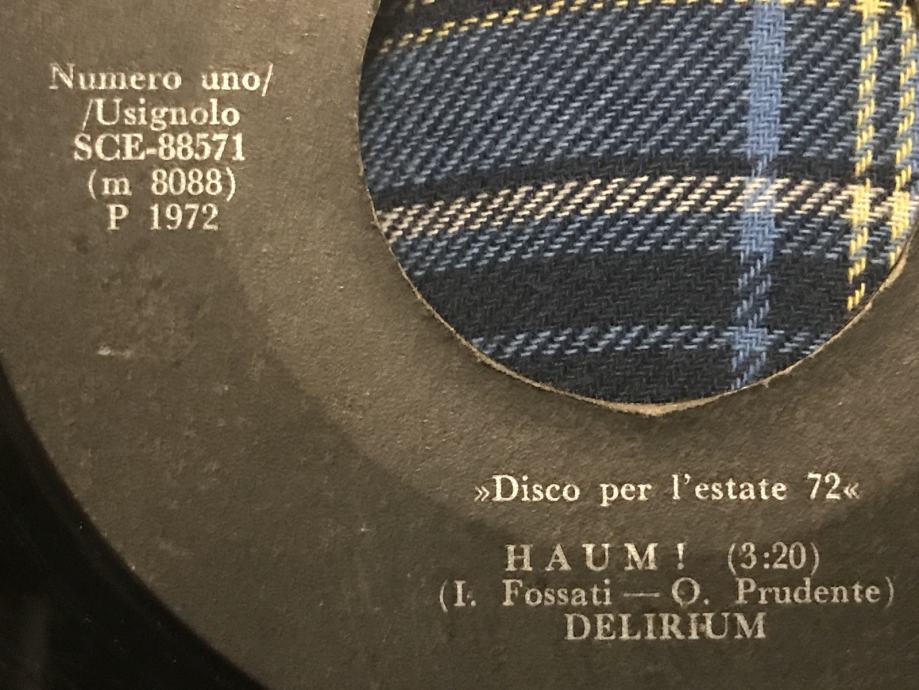 Numero uno/
/Usignolo
SCE-88571
(m 8088)
P 1972
»Disco per l'estate 72«
HAUM! (3:20)
(I. Fossati — O. Prudente)
DELIRIUM